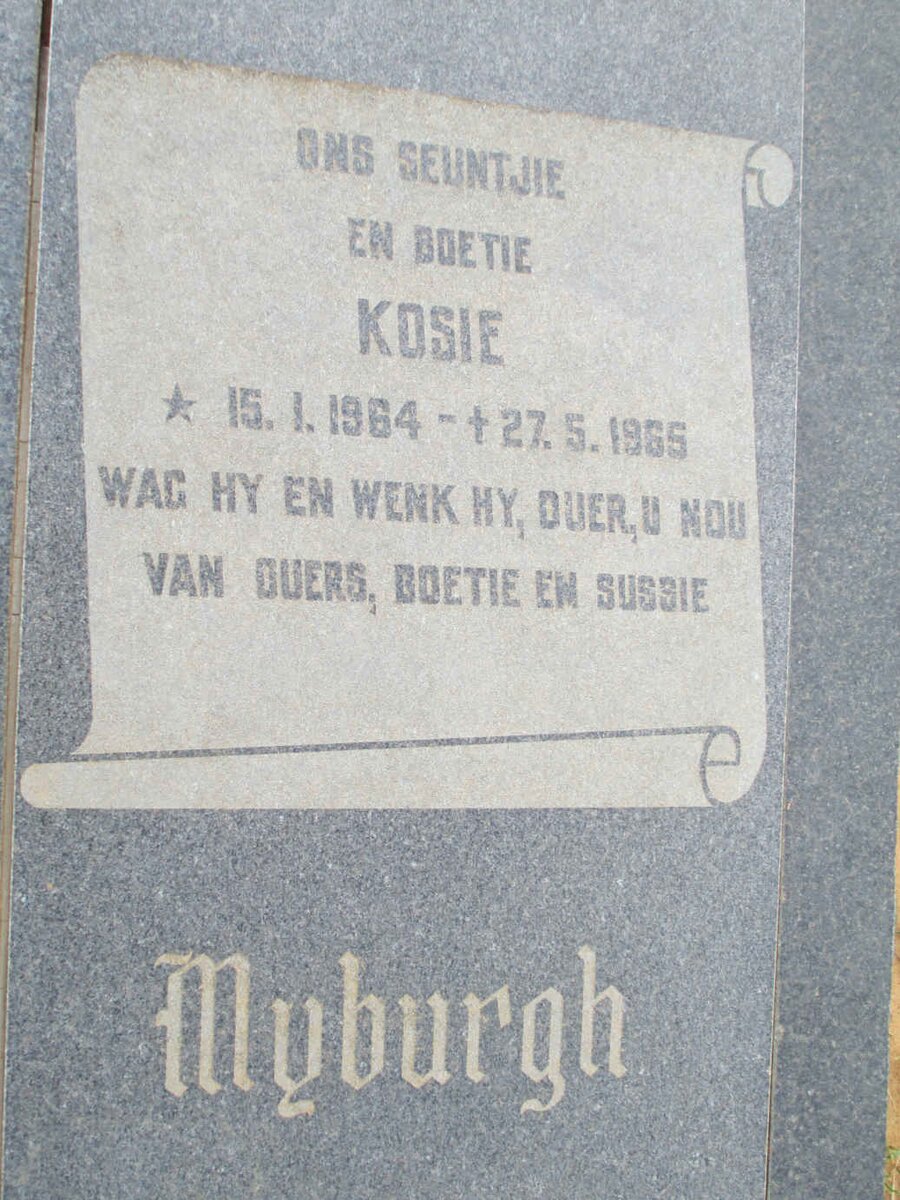 ONS SEUNTJIE
EN BOETIE
KOSIE
★ 15. 1. 1964 - † 27. 5. 1965
WAG HY EN WENK HY, OUER, U NOU
VAN OUERS, BOETIE EN SUSSIE
Myburgh